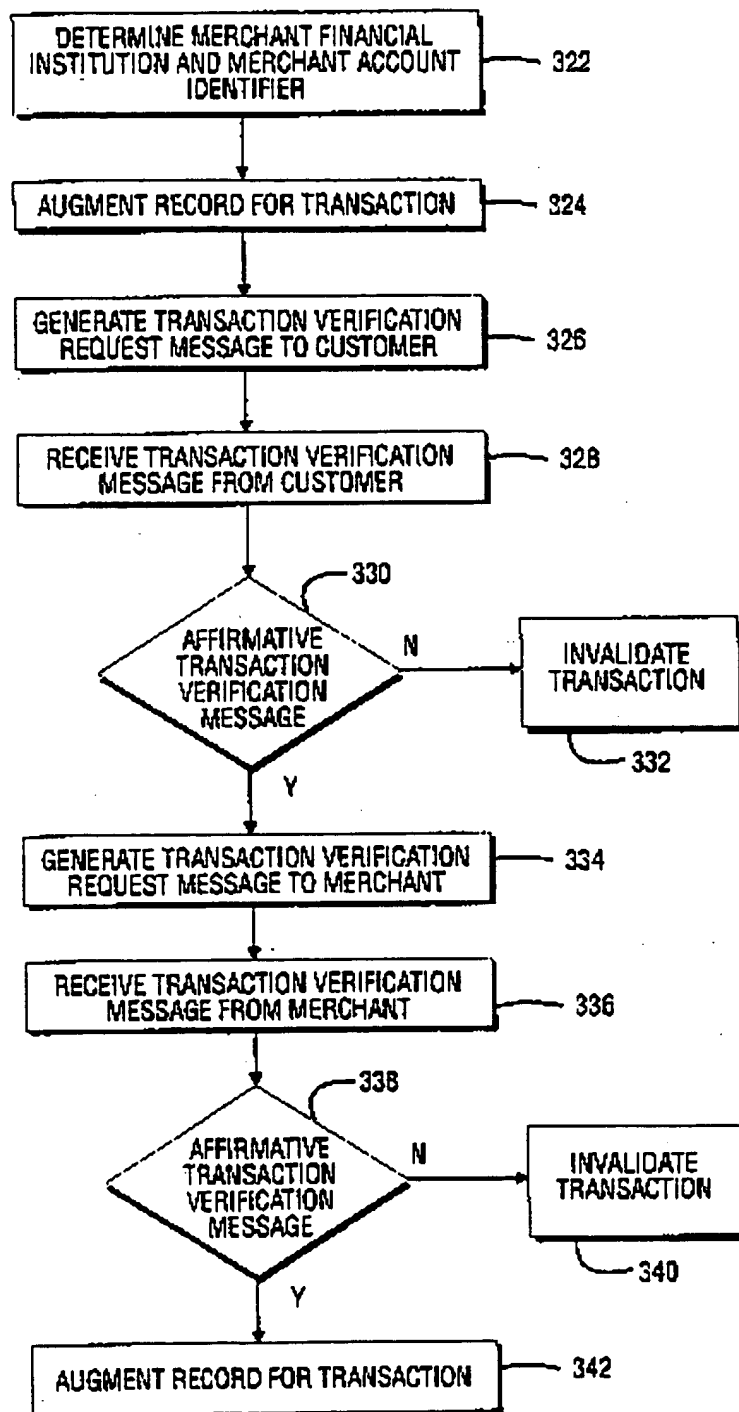 DETERMINE MERCHANT FINANCIAL
INSTITUTION AND MERCHANT ACCOUNT
IDENTIFIER
322
AUGMENT RECORD FOR TRANSACTION
324
GENERATE TRANSACTION VERIFICATION
REQUEST MESSAGE TO CUSTOMER
326
RECEIVE TRANSACTION VERIFICATION
MESSAGE FROM CUSTOMER
328
330
AFFIRMATIVE
TRANSACTION
VERIFICATION
MESSAGE
N
INVALIDATE
TRANSACTION
332
Y
GENERATE TRANSACTION VERIFICATION
REQUEST MESSAGE TO MERCHANT
334
RECEIVE TRANSACTION VERIFICATION
MESSAGE FROM MERCHANT
336
338
AFFIRMATIVE
TRANSACTION
VERIFICATION
MESSAGE
N
INVALIDATE
TRANSACTION
340
Y
AUGMENT RECORD FOR TRANSACTION
342